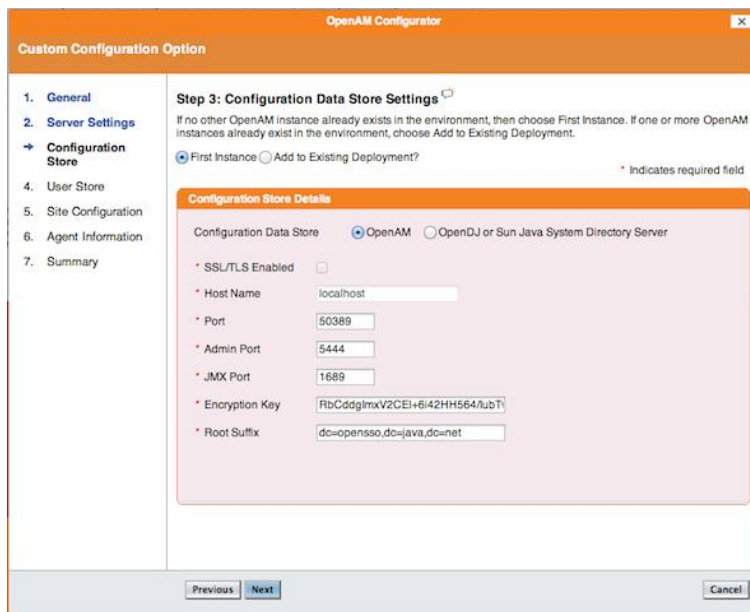 OpenAM Configurator
Custom Configuration Option
1. General
2. Server Settings
Configuration
Store
4. User Store
5. Site Configuration
6. Agent Information
7. Summary
Step 3: Configuration Data Store Settings
If no other OpenAM instance already exists in the environment, then choose First Instance. If one or more OpenAM
instances already exist in the environment, choose Add to Existing Deployment.
First Instance Add to Existing Deployment?
* Indicates required field
Configuration Store Details
Configuration Data Store OpenAM OpenDJ or Sun Java System Directory Server
* SSL/TLS Enabled
* Host Name localhost
* Port 50389
* Admin Port 5444
* JMX Port 1689
* Encryption Key
* Root Suffix dc=opensso,dc=java,dc=net
Previous Next Cancel